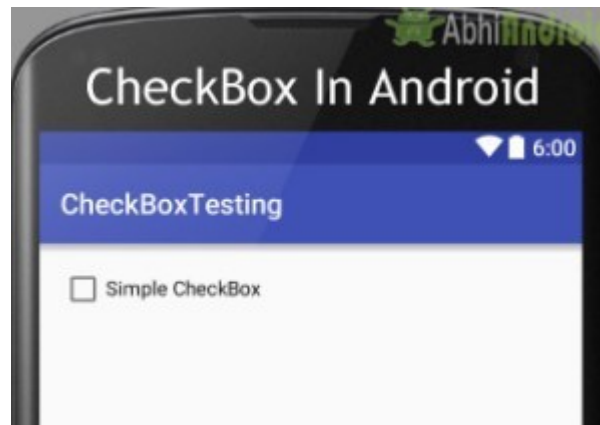 AbhiAndroid
CheckBox In Android
6:00
CheckBoxTesting
Simple CheckBox